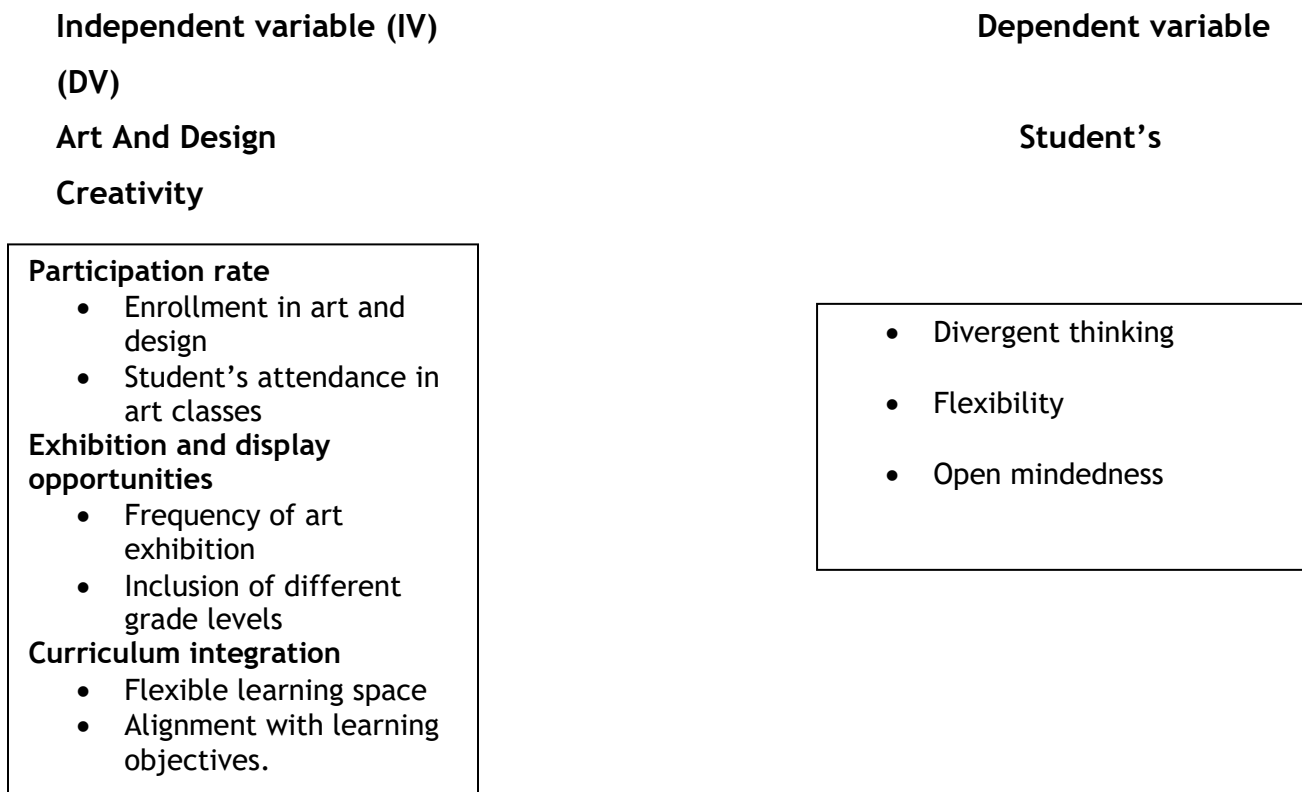 Independent variable (IV) Dependent variable
(DV)
Art And Design Student’s
Creativity
Participation rate
• Enrollment in art and
design
• Student’s attendance in
art classes
Exhibition and display
opportunities
• Frequency of art
exhibition
• Inclusion of different
grade levels
Curriculum integration
• Flexible learning space
• Alignment with learning
objectives.
• Divergent thinking
• Flexibility
• Open mindedness